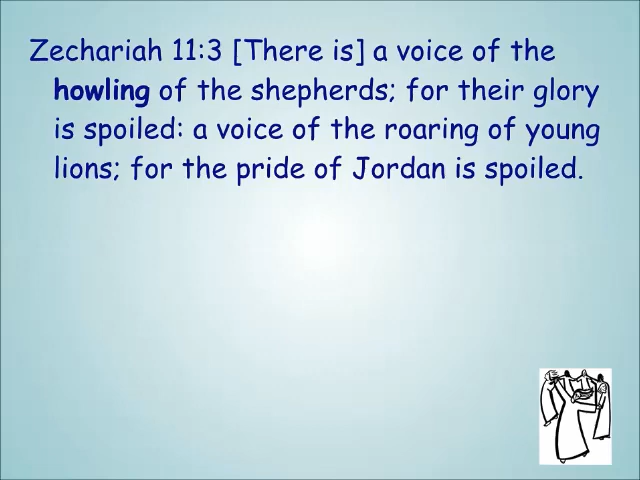 Zechariah 11:3 [There is] a voice of the
howling of the shepherds; for their glory
is spoiled: a voice of the roaring of young
lions; for the pride of Jordan is spoiled.